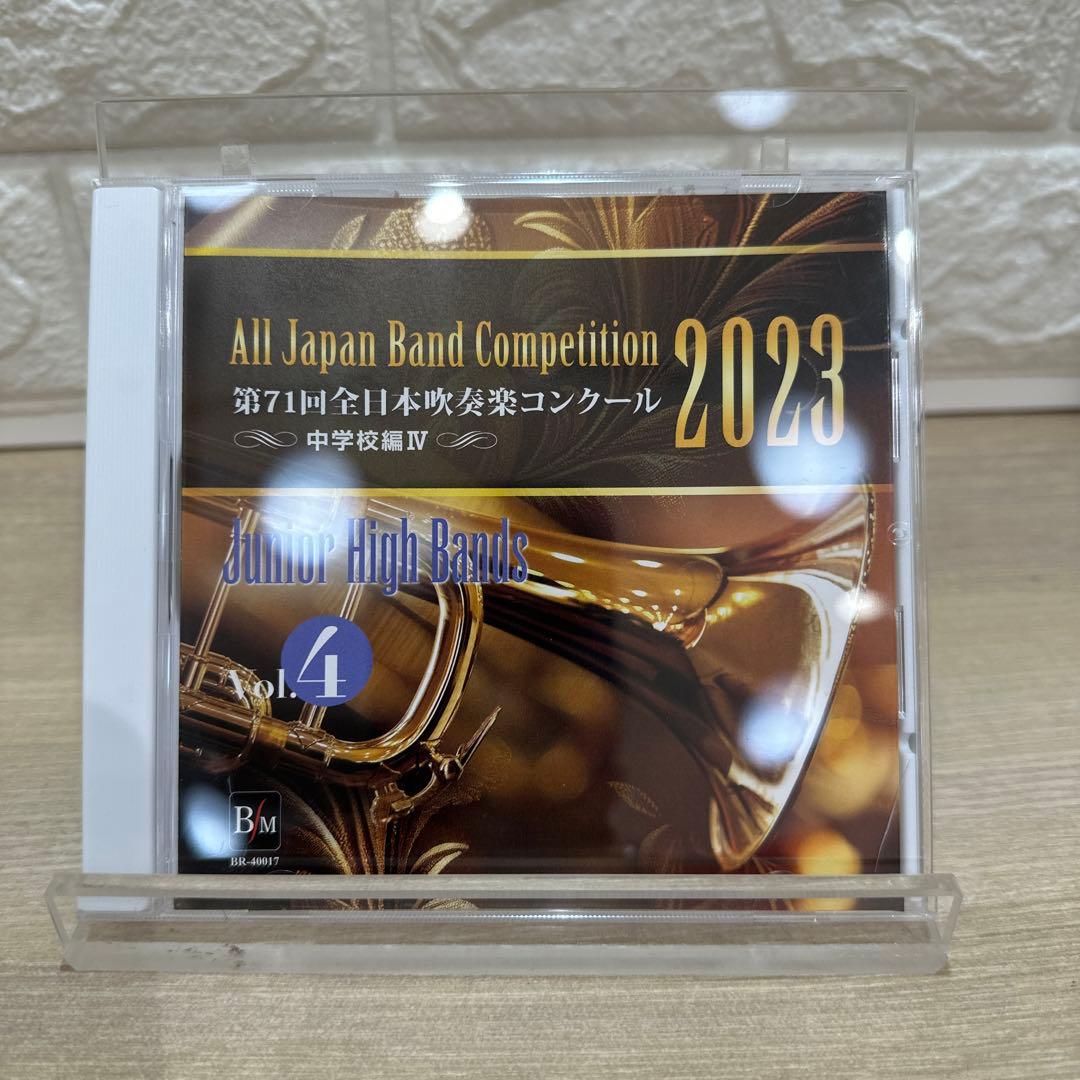 All Japan Band Competition 2023
第71回全日本吹奏楽コンクール
中学校編Ⅳ
Junior High Bands
Vol.4
BM
BR-40017